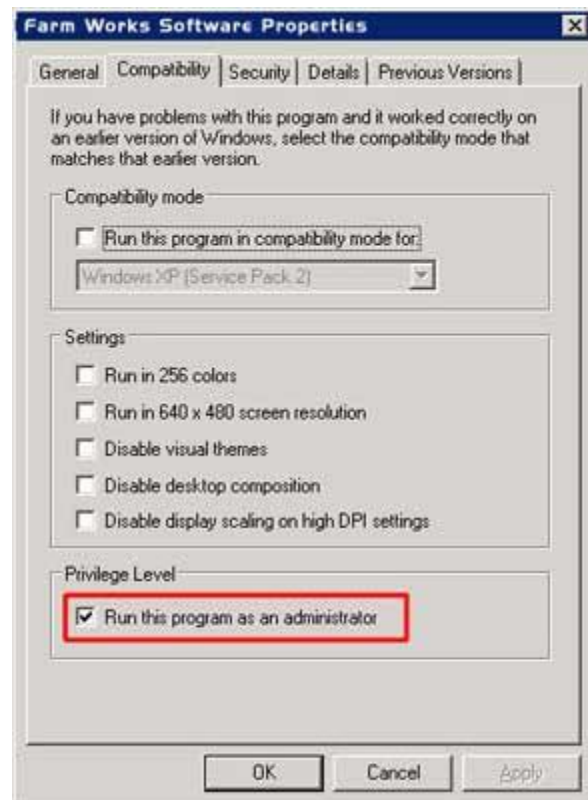 Farm Works Software Properties
General Compatibility Security Details Previous Versions
If you have problems with this program and it worked correctly on
an earlier version of Windows, select the compatibility mode that
matches that earlier version.
Compatibility mode
Run this program in compatibility mode for:
Windows XP (Service Pack 2)
Settings
Run in 256 colors
Run in 640 x 480 screen resolution
Disable visual themes
Disable desktop composition
Disable display scaling on high DPI settings
Privilege Level
Run this program as an administrator
OK Cancel Apply